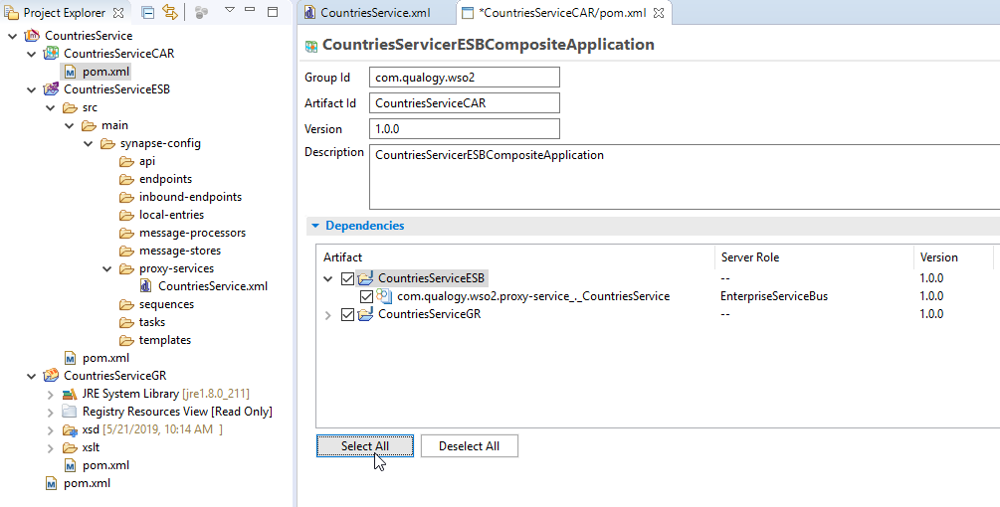 Project Explorer
CountriesService
CountriesServiceCAR
pom.xml
CountriesServiceESB
src
main
synapse-config
api
endpoints
inbound-endpoints
local-entries
message-processors
message-stores
proxy-services
CountriesService.xml
sequences
tasks
templates
pom.xml
CountriesServiceGR
JRE System Library [jre1.8.0_211]
Registry Resources View [Read Only]
xsd [5/21/2019, 10:14 AM ]
xslt
pom.xml
pom.xml
CountriesService.xml
*CountriesServiceCAR/pom.xml
CountriesServicerESBCompositeApplication
Group Id com.qualogy.wso2
Artifact Id CountriesServiceCAR
Version 1.0.0
Description CountriesServicerESBCompositeApplication
Dependencies
Artifact Server Role Version
CountriesServiceESB -- 1.0.0
com.qualogy.wso2.proxy-service_._CountriesService EnterpriseServiceBus 1.0.0
CountriesServiceGR -- 1.0.0
Select All Deselect All